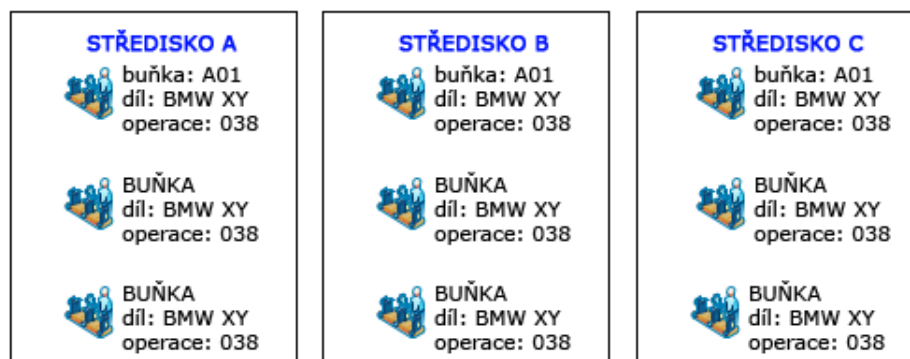 STŘEDISKO A
buňka: A01
díl: BMW XY
operace: 038
BUŇKA
díl: BMW XY
operace: 038
BUŇKA
díl: BMW XY
operace: 038
STŘEDISKO B
buňka: A01
díl: BMW XY
operace: 038
BUŇKA
díl: BMW XY
operace: 038
BUŇKA
díl: BMW XY
operace: 038
STŘEDISKO C
buňka: A01
díl: BMW XY
operace: 038
BUŇKA
díl: BMW XY
operace: 038
BUŇKA
díl: BMW XY
operace: 038